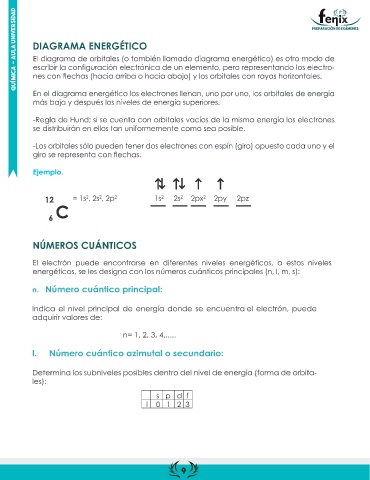 QUÍMICA - AULA UNIVERSIDAD
fenix
PREPARACIÓN DE EXÁMENES
DIAGRAMA ENERGÉTICO
El diagrama de orbitales (o también llamado diagrama energético) es otro modo de
escribir la configuración electrónica de un elemento, pero representando los electro-
nes con flechas (hacia arriba o hacia abajo) y los orbitales con rayas horizontales.
En el diagrama energético los electrones llenan, uno por uno, los orbitales de energía
más baja y después los niveles de energía superiores.
-Regla de Hund: si se cuenta con orbitales vacíos de la misma energía los electrones
se distribuirán en ellos tan uniformemente como sea posible.
-Los orbitales sólo pueden tener dos electrones con espín (giro) opuesto cada uno y el
giro se representa con flechas.
Ejemplo.
⇅ ↑↓ ↑ ↑
12 = 1s², 2s², 2p² 1s² 2s² 2px² 2py 2pz
6 C
NÚMEROS CUÁNTICOS
El electrón puede encontrarse en diferentes niveles energéticos, a estos niveles
energéticos, se les designa con los números cuánticos principales (n, l, m, s):
n. Número cuántico principal:
Indica el nivel principal de energía donde se encuentra el electrón, puede
adquirir valores de:
n= 1, 2, 3, 4,.....
l. Número cuántico azimutal o secundario:
Determina los subniveles posibles dentro del nivel de energía (forma de orbita-
les):
s p d f
l 0 1 2 3
9